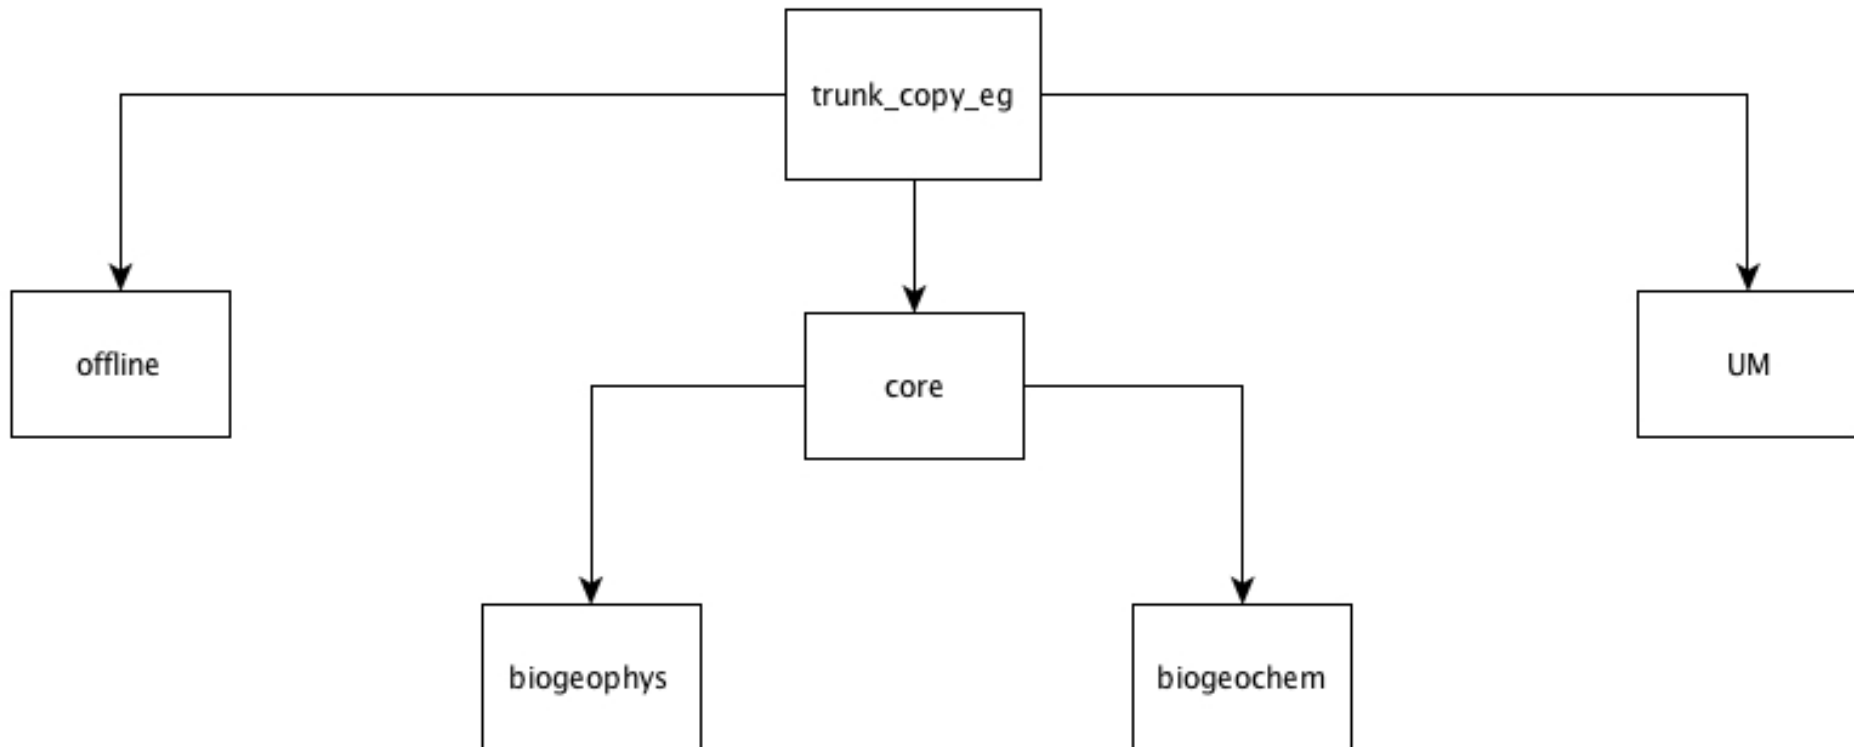 trunk_copy_eg
offline
core
UM
biogeophys
biogeochem